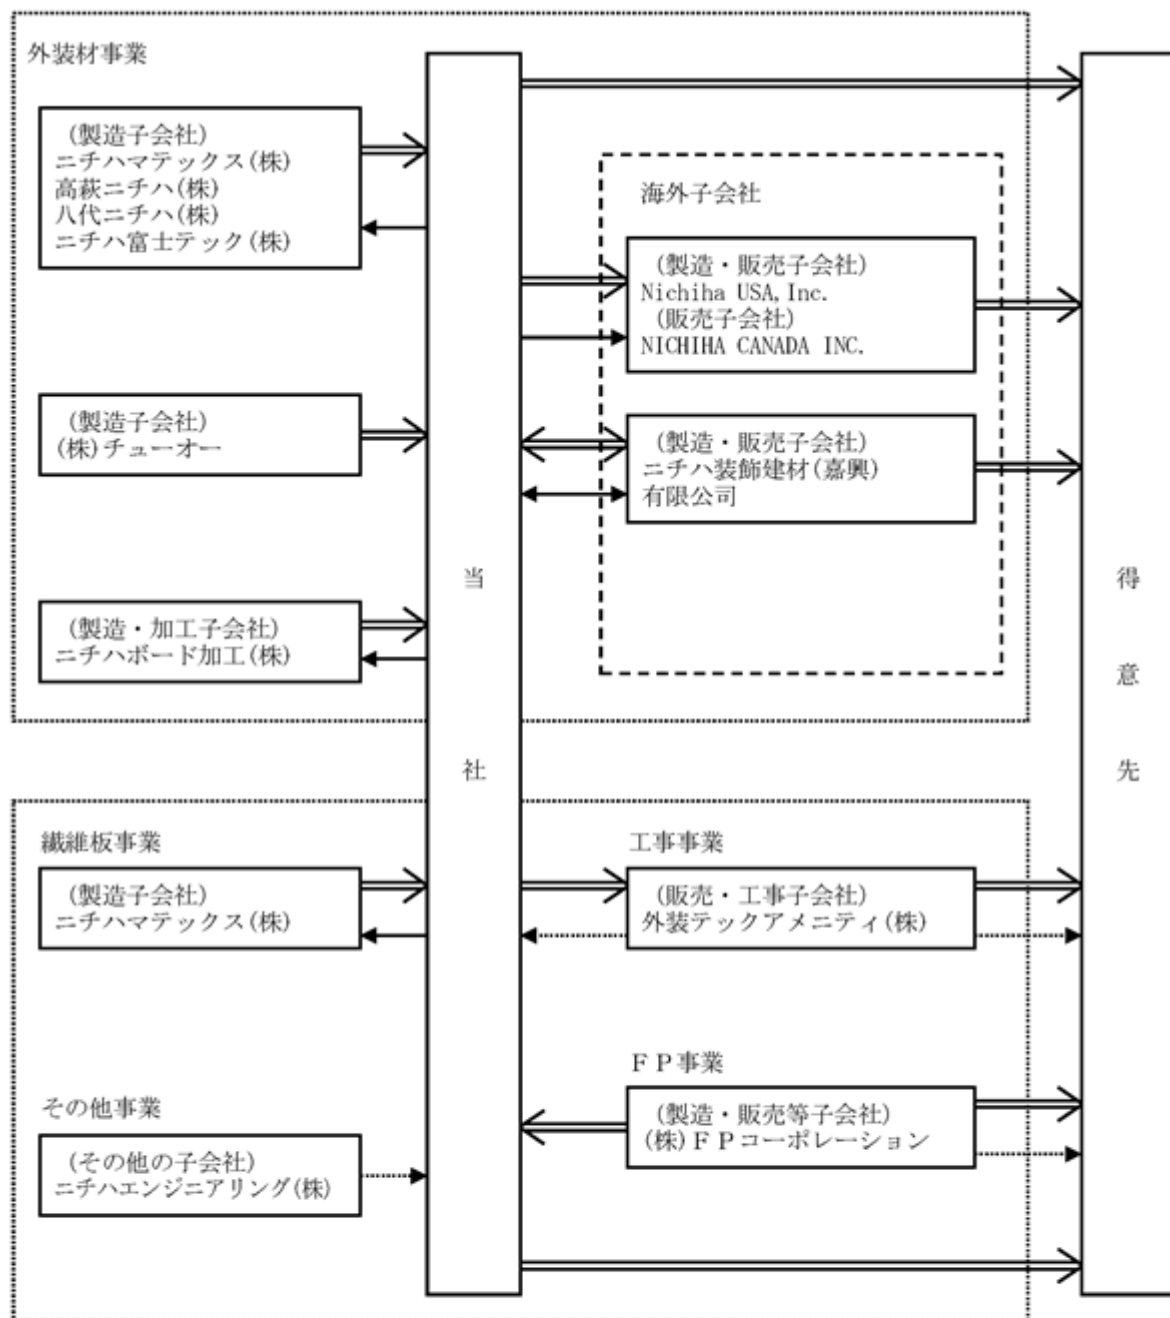 外装材事業
(製造子会社)
ニチハマテックス(株)
高萩ニチハ(株)
八代ニチハ(株)
ニチハ富士テック(株)
(製造子会社)
(株)チューオー
(製造・加工子会社)
ニチハボード加工(株)
海外子会社
(製造・販売子会社)
Nichiha USA,Inc.
(販売子会社)
NICHIHA CANADA INC.
(製造・販売子会社)
ニチハ装飾建材(嘉興)
有限公司
当
社
得
意
先
繊維板事業
(製造子会社)
ニチハマテックス(株)
工事事業
(販売・工事子会社)
外装テックアメニティ(株)
その他事業
(その他の子会社)
ニチハエンジニアリング(株)
ＦＰ事業
(製造・販売等子会社)
(株)ＦＰコーポレーション